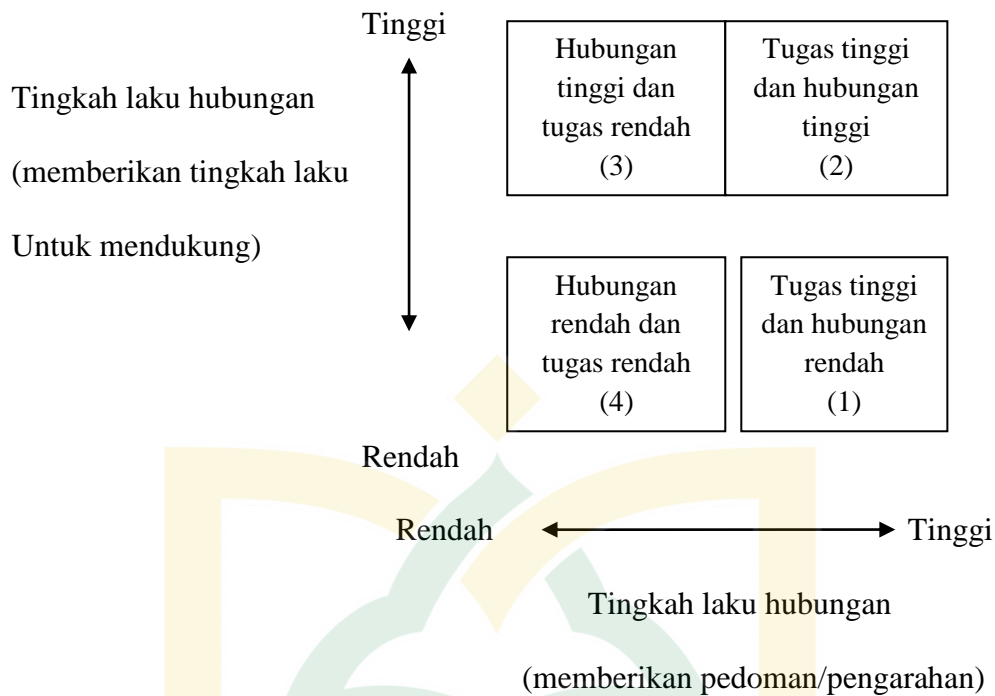 Tinggi
Tingkah laku hubungan
(memberikan tingkah laku
Untuk mendukung)
Hubungan
tinggi dan
tugas rendah
(3)
Tugas tinggi
dan hubungan
tinggi
(2)
Hubungan
rendah dan
tugas rendah
(4)
Tugas tinggi
dan hubungan
rendah
(1)
Rendah
Rendah
Tinggi
Tingkah laku hubungan
(memberikan pedoman/pengarahan)